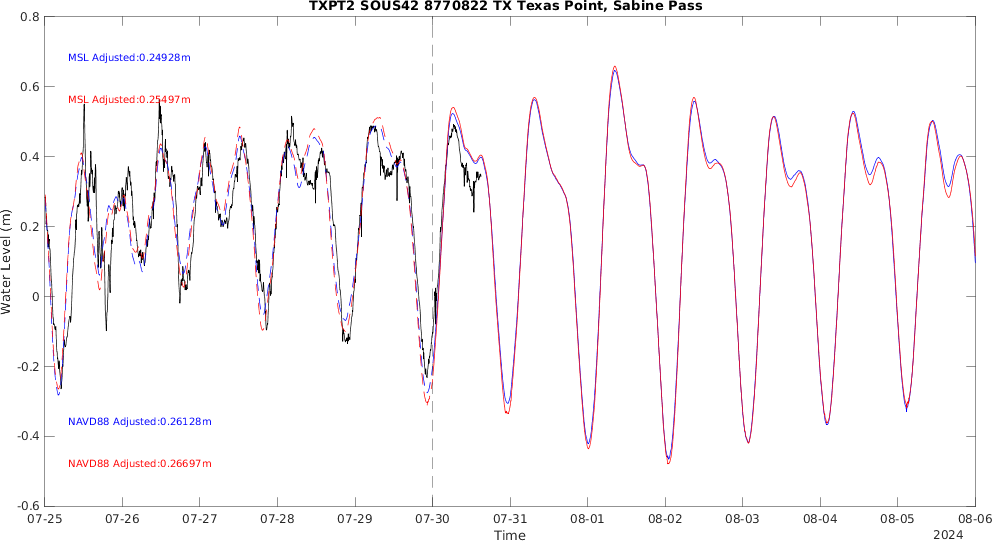 TXPT2 SOUS42 8770822 TX Texas Point, Sabine Pass
0.8
0.6
0.4
0.2
0
-0.2
-0.4
-0.6
Water Level (m)
MSL Adjusted:0.24928m
MSL Adjusted:0.25497m
NAVD88 Adjusted:0.26128m
NAVD88 Adjusted:0.26697m
07-25 07-26 07-27 07-28 07-29 07-30 07-31 08-01 08-02 08-03 08-04 08-05 08-06
Time
2024